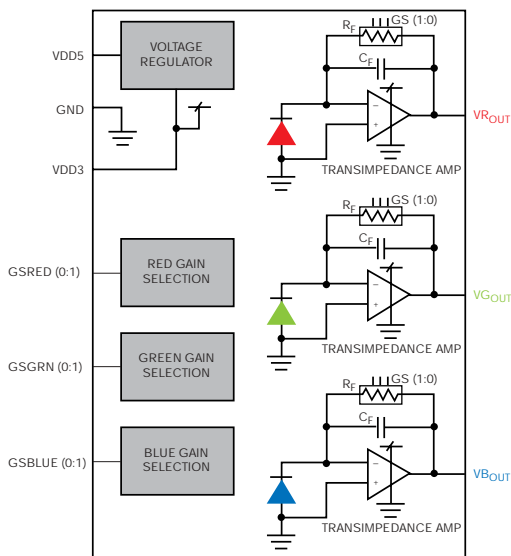 VDD5
VOLTAGE
REGULATOR
GND
VDD3
RF
GS (1:0)
CF
−
+
VROUT
TRANSIMPEDANCE AMP
GSRED (0:1)
RED GAIN
SELECTION
RF
GS (1:0)
CF
−
+
VGOUT
TRANSIMPEDANCE AMP
GSGRN (0:1)
GREEN GAIN
SELECTION
GSBLUE (0:1)
BLUE GAIN
SELECTION
RF
GS (1:0)
CF
−
+
VBOUT
TRANSIMPEDANCE AMP